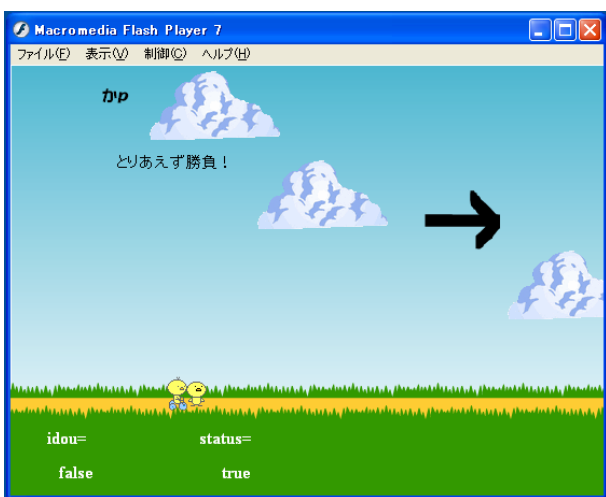 Macromedia Flash Player 7
ファイル(F) 表示(V) 制御(C) ヘルプ(H)
かp
とりあえず勝負！
idou= status=
false true